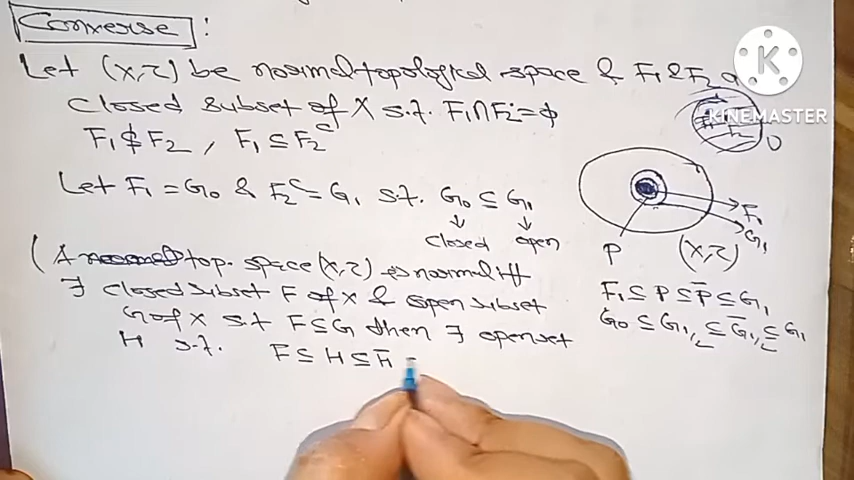 Converse :
Let (X,τ) be normal topological space & F₁ & F₂ a
closed subset of X s.t. F₁∩F₂=ϕ
F₁⊄F₂ , F₁⊆F₂ᶜ
Let F₁=G₀ & F₂ᶜ=G₁ s.t. G₀⊆G₁
↓ ↓
closed open
(A top. space (X,τ) is normal iff
∃ closed subset F of X & open subset
G of X s.t F⊆G then ∃ open set
H s.t. F⊆H⊆H̄
K
KINEMASTER
U
F₁
G₁
P
(X,τ)
F₁⊆P⊆P̄⊆G₁
G₀⊆G₁/₂⊆Ḡ₁/₂⊆G₁